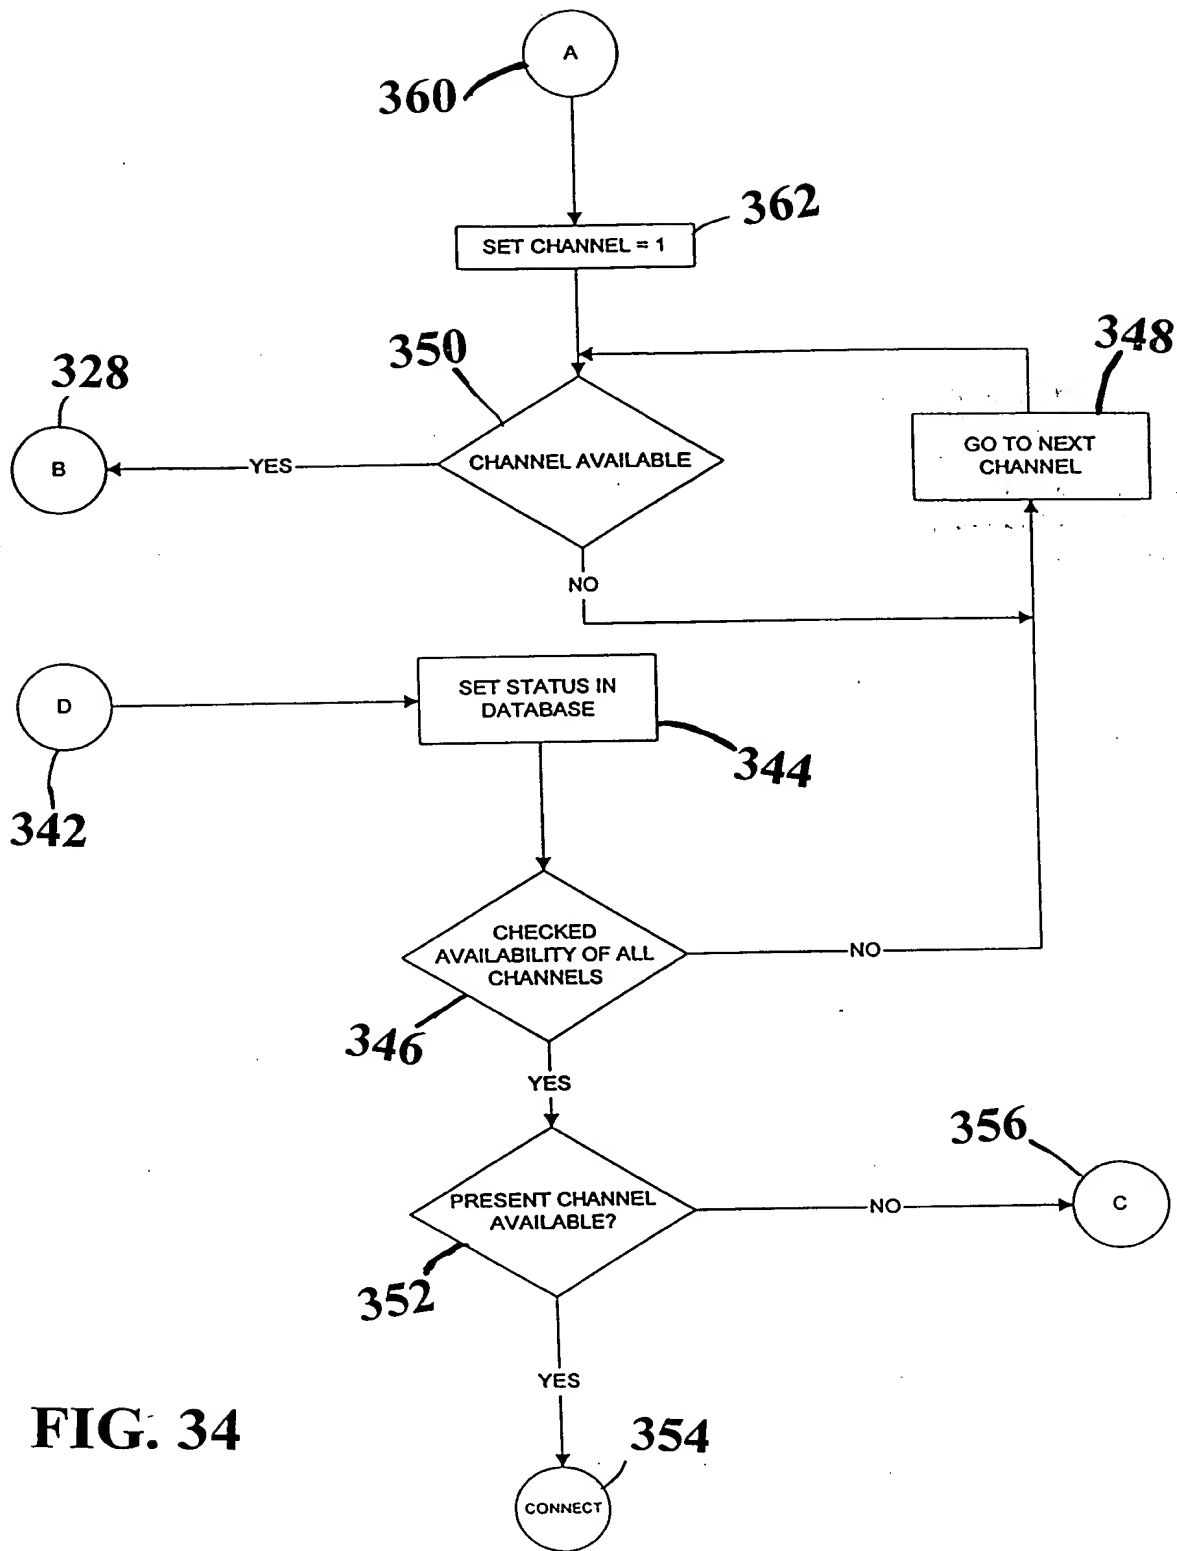 A
360
SET CHANNEL = 1
362
350
348
328
B
YES
CHANNEL AVAILABLE
GO TO NEXT
CHANNEL
NO
D
SET STATUS IN
DATABASE
344
342
CHECKED
AVAILABILITY OF ALL
CHANNELS
NO
346
YES
356
PRESENT CHANNEL
AVAILABLE?
NO
C
352
YES
FIG. 34
354
CONNECT